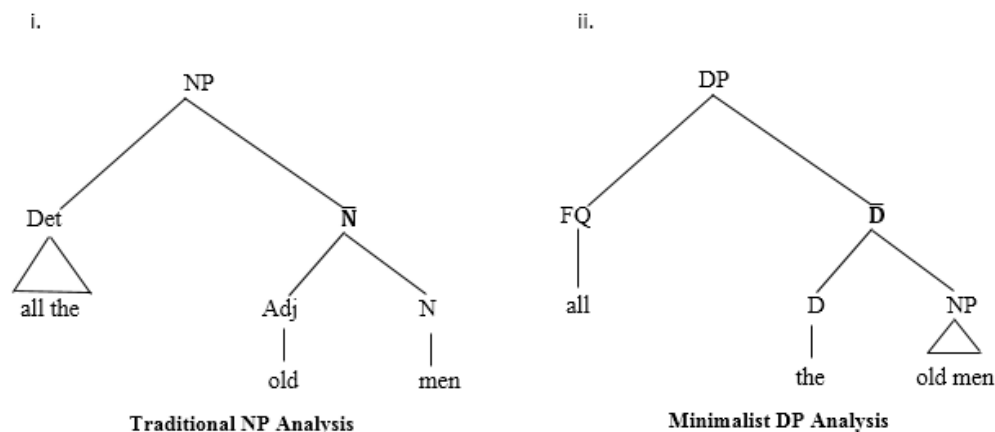 i. ii.
NP DP
Det N̅ FQ D̅
all the Adj N all D NP
old men the old men
Traditional NP Analysis Minimalist DP Analysis